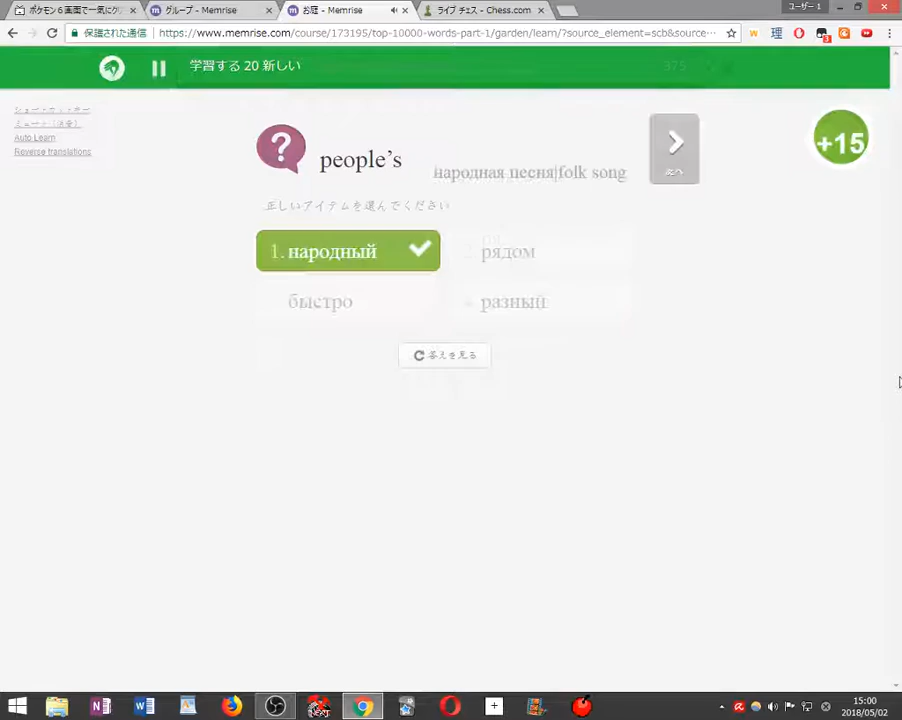 ポケモン6画面で一気にク
グループ - Memrise
お庭 - Memrise
ライブ チェス - Chess.com
ユーザー 1
保護された通信
https://www.memrise.com/course/173195/top-10000-words-part-1/garden/learn/?source_element=scb&source…
学習する 20 新しい
375
Auto Learn
Reverse translations
people's
народная песня|folk song
次へ
+15
正しいアイテムを選んでください
1. народный
рядом
быстро
разный
答えを見る
15:00
2018/05/02